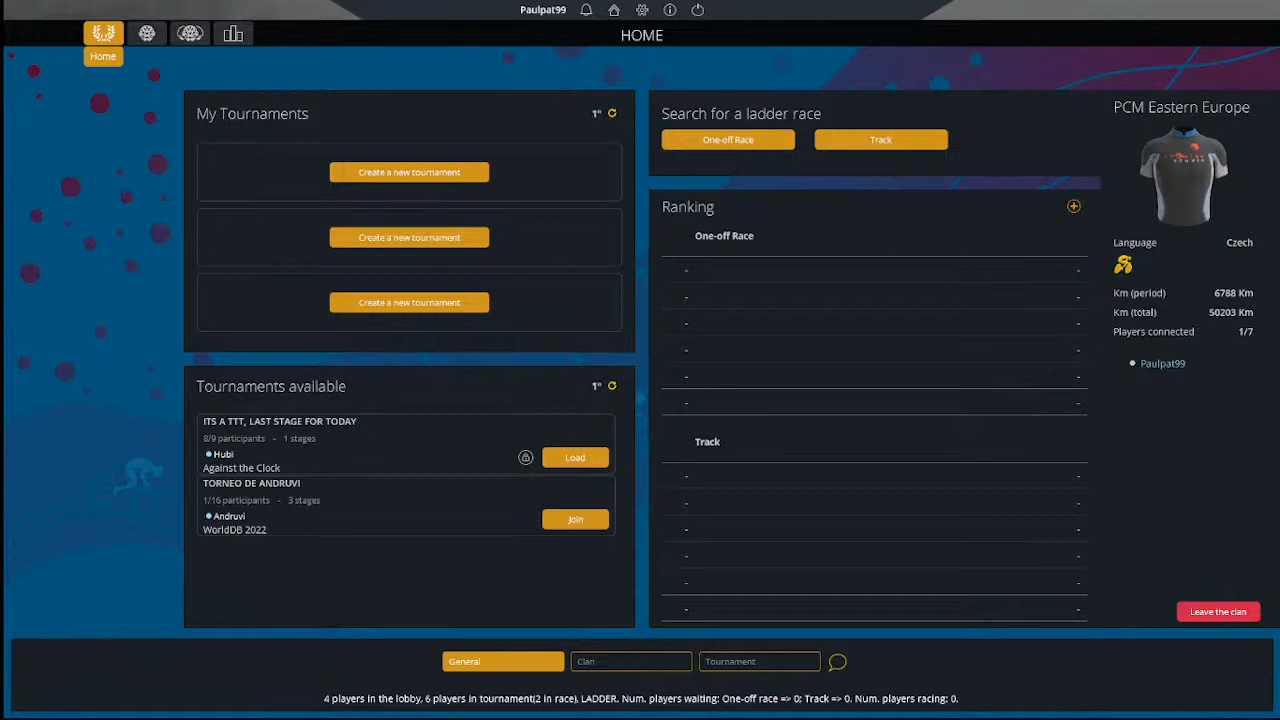 Paulpat99
HOME
Home
My Tournaments
1"
Create a new tournament
Create a new tournament
Create a new tournament
Tournaments available
1"
ITS A TTT, LAST STAGE FOR TODAY
8/9 participants - 1 stages
Hubi
Against the Clock
Load
TORNEO DE ANDRUVI
1/16 participants - 3 stages
Andruvi
WorldDB 2022
Join
Search for a ladder race
One-off Race
Track
Ranking
One-off Race
- -
- -
- -
- -
- -
- -
Track
- -
- -
- -
- -
- -
- -
PCM Eastern Europe
Language Czech
Km (period) 6788 Km
Km (total) 50203 Km
Players connected 1/7
Paulpat99
Leave the clan
General
Clan
Tournament
4 players in the lobby, 6 players in tournament(2 in race), LADDER. Num. players waiting: One-off race => 0; Track => 0. Num. players racing: 0.